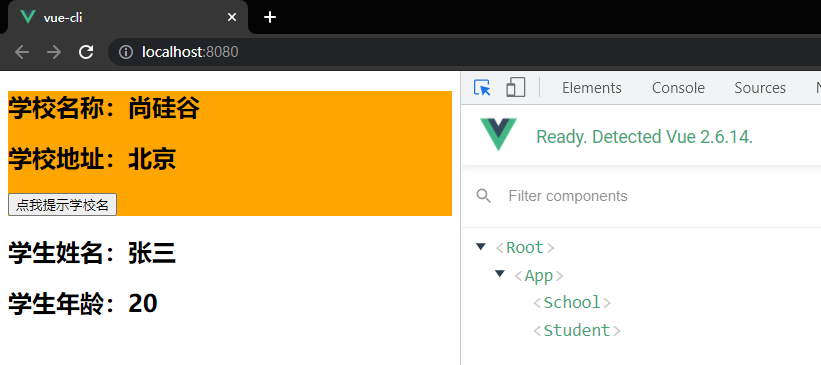 vue-cli
localhost:8080
学校名称：尚硅谷
学校地址：北京
点我提示学校名
学生姓名：张三
学生年龄：20
Elements Console Sources
Ready. Detected Vue 2.6.14.
Filter components
<Root>
<App>
<School>
<Student>